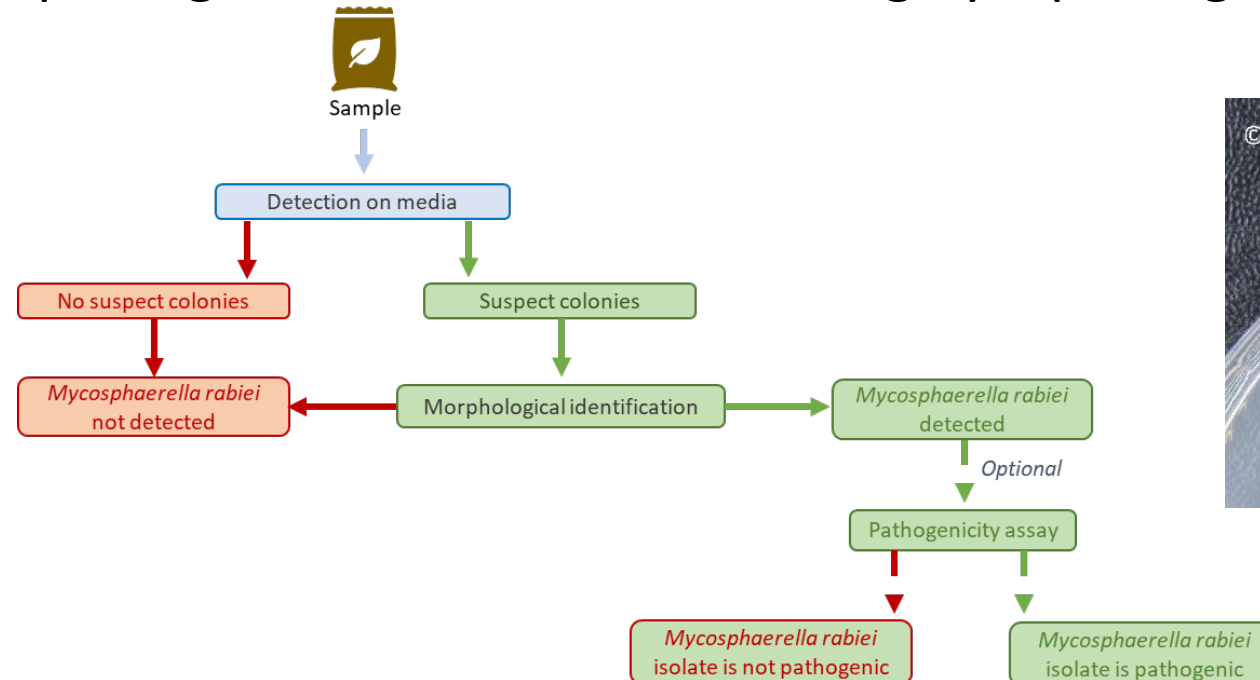 Sample
Detection on media
No suspect colonies
Suspect colonies
Mycosphaerella rabiei
not detected
Morphological identification
Mycosphaerella rabiei
detected
Optional
Pathogenicity assay
Mycosphaerella rabiei
isolate is not pathogenic
Mycosphaerella rabiei
isolate is pathogenic
©